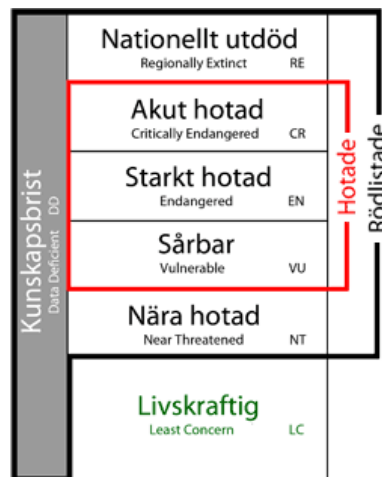 Nationellt utdöd
Regionally Extinct RE
Akut hotad
Critically Endangered CR
Starkt hotad
Endangered EN
Sårbar
Vulnerable VU
Nära hotad
Near Threatened NT
Livskraftig
Least Concern LC
Kunskapsbrist
Data Deficient DD
Hotade
Rödlistade